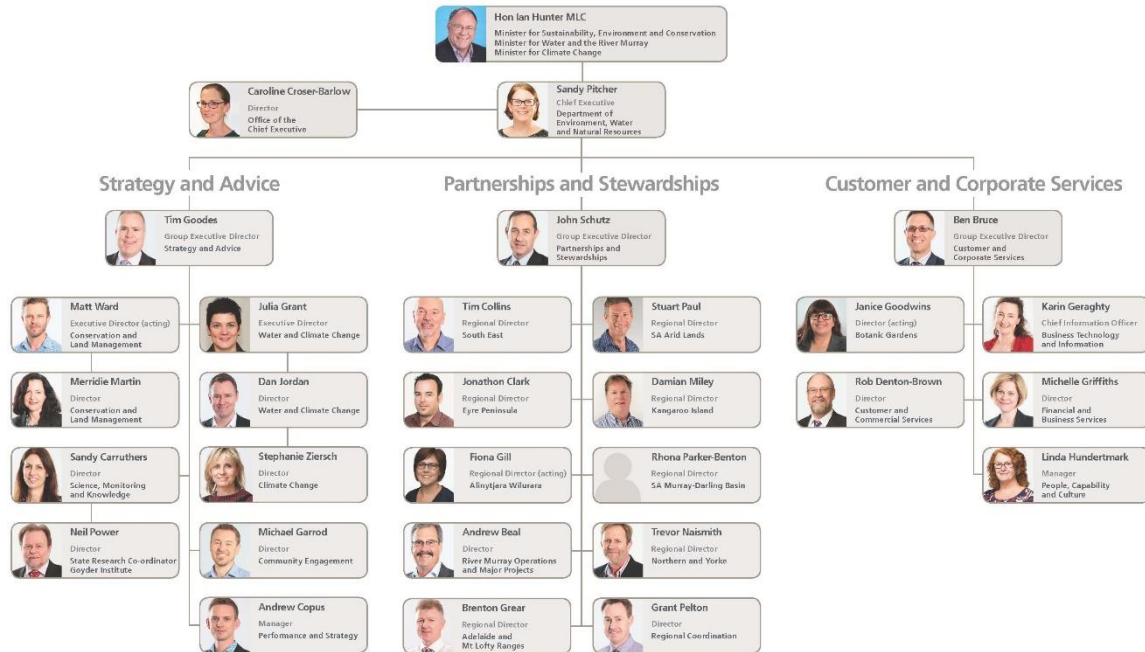 Hon Ian Hunter MLC
Minister for Sustainability, Environment and Conservation
Minister for Water and the River Murray
Minister for Climate Change
Caroline Croser-Barlow
Director
Office of the
Chief Executive
Sandy Pitcher
Chief Executive
Department of
Environment, Water
and Natural Resources
Strategy and Advice
Partnerships and Stewardships
Customer and Corporate Services
Tim Goodes
Group Executive Director
Strategy and Advice
John Schutz
Group Executive Director
Partnerships and
Stewardships
Ben Bruce
Group Executive Director
Customer and
Corporate Services
Matt Ward
Executive Director (acting)
Conservation and
Land Management
Julia Grant
Executive Director
Water and Climate Change
Tim Collins
Regional Director
South East
Stuart Paul
Regional Director
SA Arid Lands
Janice Goodwins
Director (acting)
Botanic Gardens
Karin Geraghty
Chief Information Officer
Business Technology
and Information
Merridie Martin
Director
Conservation and
Land Management
Dan Jordan
Director
Water and Climate Change
Jonathon Clark
Regional Director
Eyre Peninsula
Damian Miley
Regional Director
Kangaroo Island
Rob Denton-Brown
Director
Customer and
Commercial Services
Michelle Griffiths
Director
Financial and
Business Services
Sandy Carruthers
Director
Science, Monitoring
and Knowledge
Stephanie Ziersch
Director
Climate Change
Fiona Gill
Regional Director (acting)
Alinytjara Wilurara
Rhona Parker-Benton
Regional Director
SA Murray-Darling Basin
Linda Hundertmark
Manager
People, Capability
and Culture
Neil Power
Director
State Research Co-ordinator
Goyder Institute
Michael Garrod
Director
Community Engagement
Andrew Beal
Director
River Murray Operations
and Major Projects
Trevor Naismith
Regional Director
Northern and Yorke
Andrew Copus
Manager
Performance and Strategy
Brenton Grear
Regional Director
Adelaide and
Mt Lofty Ranges
Grant Pelton
Director
Regional Coordination